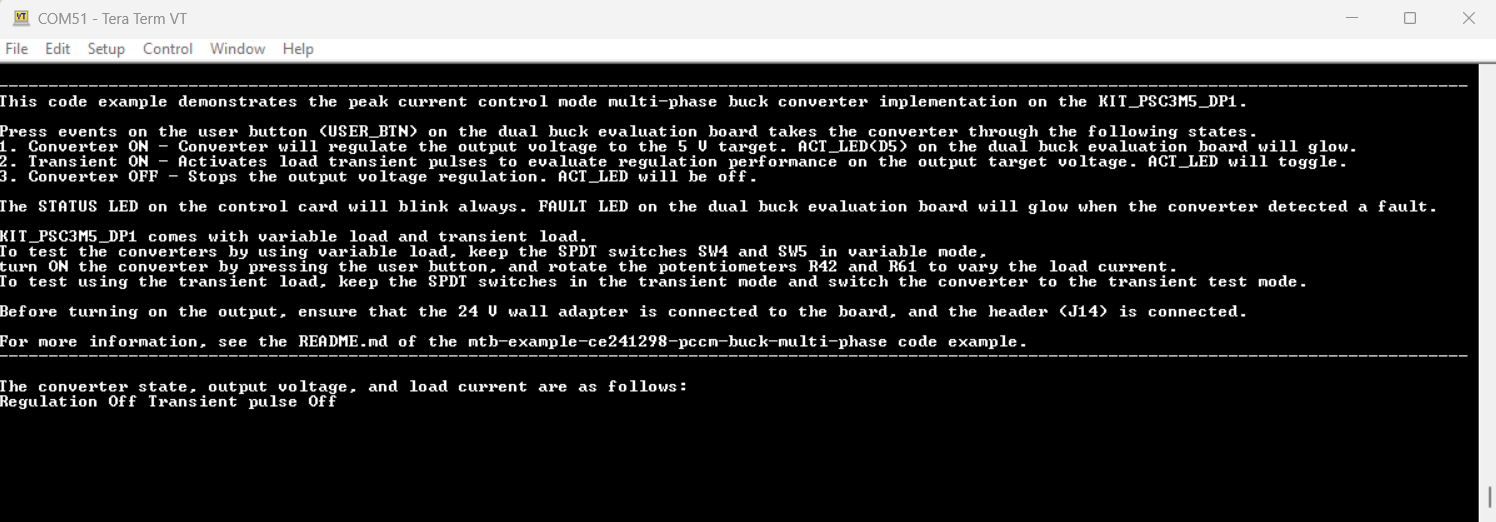 COM51 - Tera Term VT
File Edit Setup Control Window Help
--------------------------------------------------------------------------------------------------------------------------------------------------
This code example demonstrates the peak current control mode multi-phase buck converter implementation on the KIT_PSC3M5_DP1.
Press events on the user button (USER_BTN) on the dual buck evaluation board takes the converter through the following states.
1. Converter ON - Converter will regulate the output voltage to the 5 V target. ACT_LED(D5) on the dual buck evaluation board will glow.
2. Transient ON - Activates load transient pulses to evaluate regulation performance on the output target voltage. ACT_LED will toggle.
3. Converter OFF - Stops the output voltage regulation. ACT_LED will be off.
The STATUS LED on the control card will blink always. FAULT LED on the dual buck evaluation board will glow when the converter detected a fault.
KIT_PSC3M5_DP1 comes with variable load and transient load.
To test the converters by using variable load, keep the SPDT switches SW4 and SW5 in variable mode,
turn ON the converter by pressing the user button, and rotate the potentiometers R42 and R61 to vary the load current.
To test using the transient load, keep the SPDT switches in the transient mode and switch the converter to the transient test mode.
Before turning on the output, ensure that the 24 V wall adapter is connected to the board, and the header (J14) is connected.
For more information, see the README.md of the mtb-example-ce241298-pccm-buck-multi-phase code example.
--------------------------------------------------------------------------------------------------------------------------------------------------
The converter state, output voltage, and load current are as follows:
Regulation Off Transient pulse Off